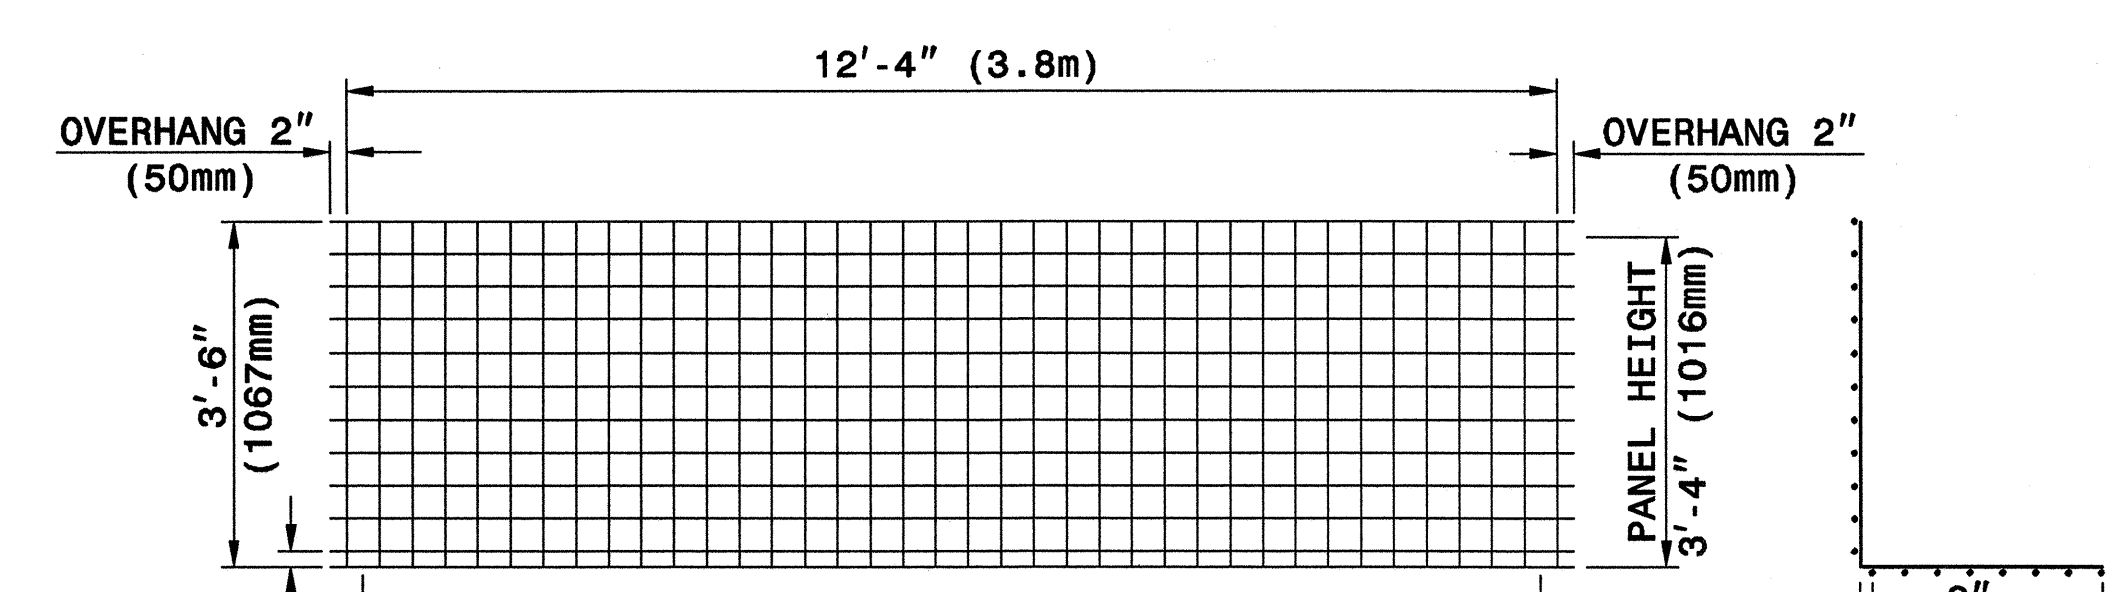 12'-4" (3.8m)
OVERHANG 2"
(50mm)
OVERHANG 2"
(50mm)
3'-6"
(1067mm)
PANEL HEIGHT
3'-4" (1016mm)